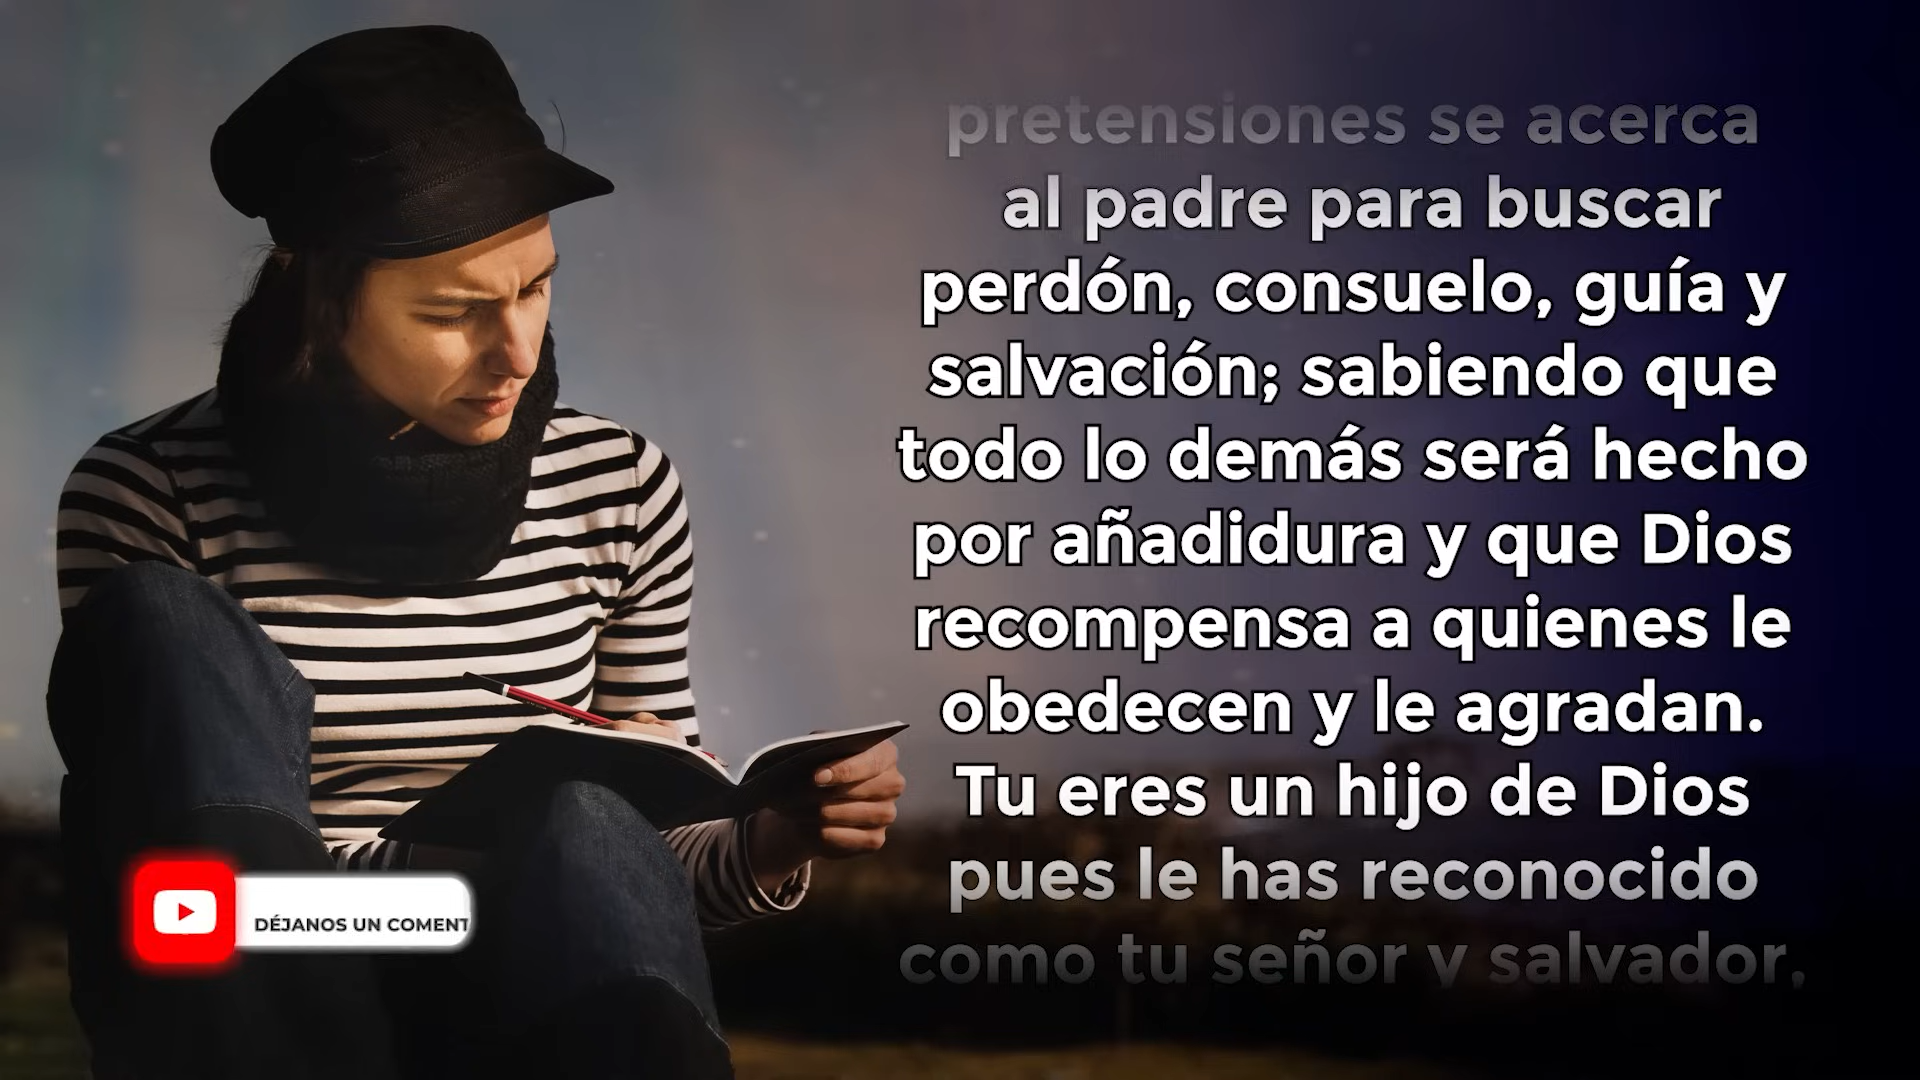 pretensiones se acerca
al padre para buscar
perdón, consuelo, guía y
salvación; sabiendo que
todo lo demás será hecho
por añadidura y que Dios
recompensa a quienes le
obedecen y le agradan.
Tu eres un hijo de Dios
pues le has reconocido
como tu señor y salvador,
DÉJANOS UN COMENT